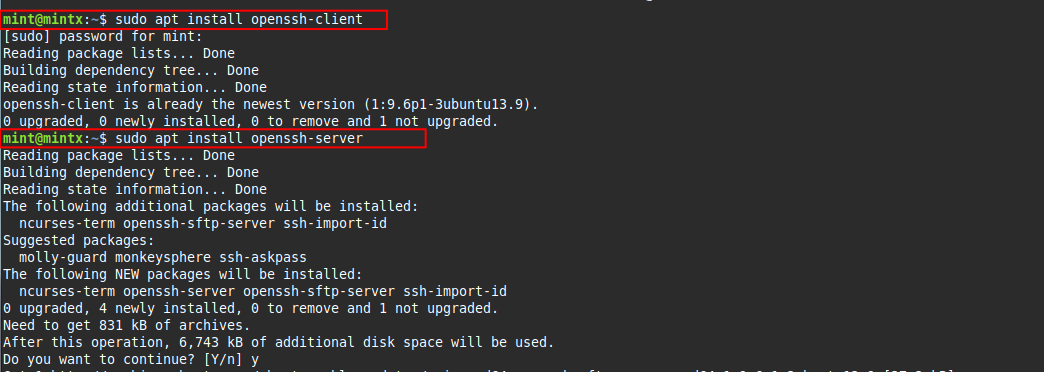 mint@mintx:~$ sudo apt install openssh-client
[sudo] password for mint:
Reading package lists... Done
Building dependency tree... Done
Reading state information... Done
openssh-client is already the newest version (1:9.6p1-3ubuntu13.9).
0 upgraded, 0 newly installed, 0 to remove and 1 not upgraded.
mint@mintx:~$ sudo apt install openssh-server
Reading package lists... Done
Building dependency tree... Done
Reading state information... Done
The following additional packages will be installed:
  ncurses-term openssh-sftp-server ssh-import-id
Suggested packages:
  molly-guard monkeysphere ssh-askpass
The following NEW packages will be installed:
  ncurses-term openssh-server openssh-sftp-server ssh-import-id
0 upgraded, 4 newly installed, 0 to remove and 1 not upgraded.
Need to get 831 kB of archives.
After this operation, 6,743 kB of additional disk space will be used.
Do you want to continue? [Y/n] y